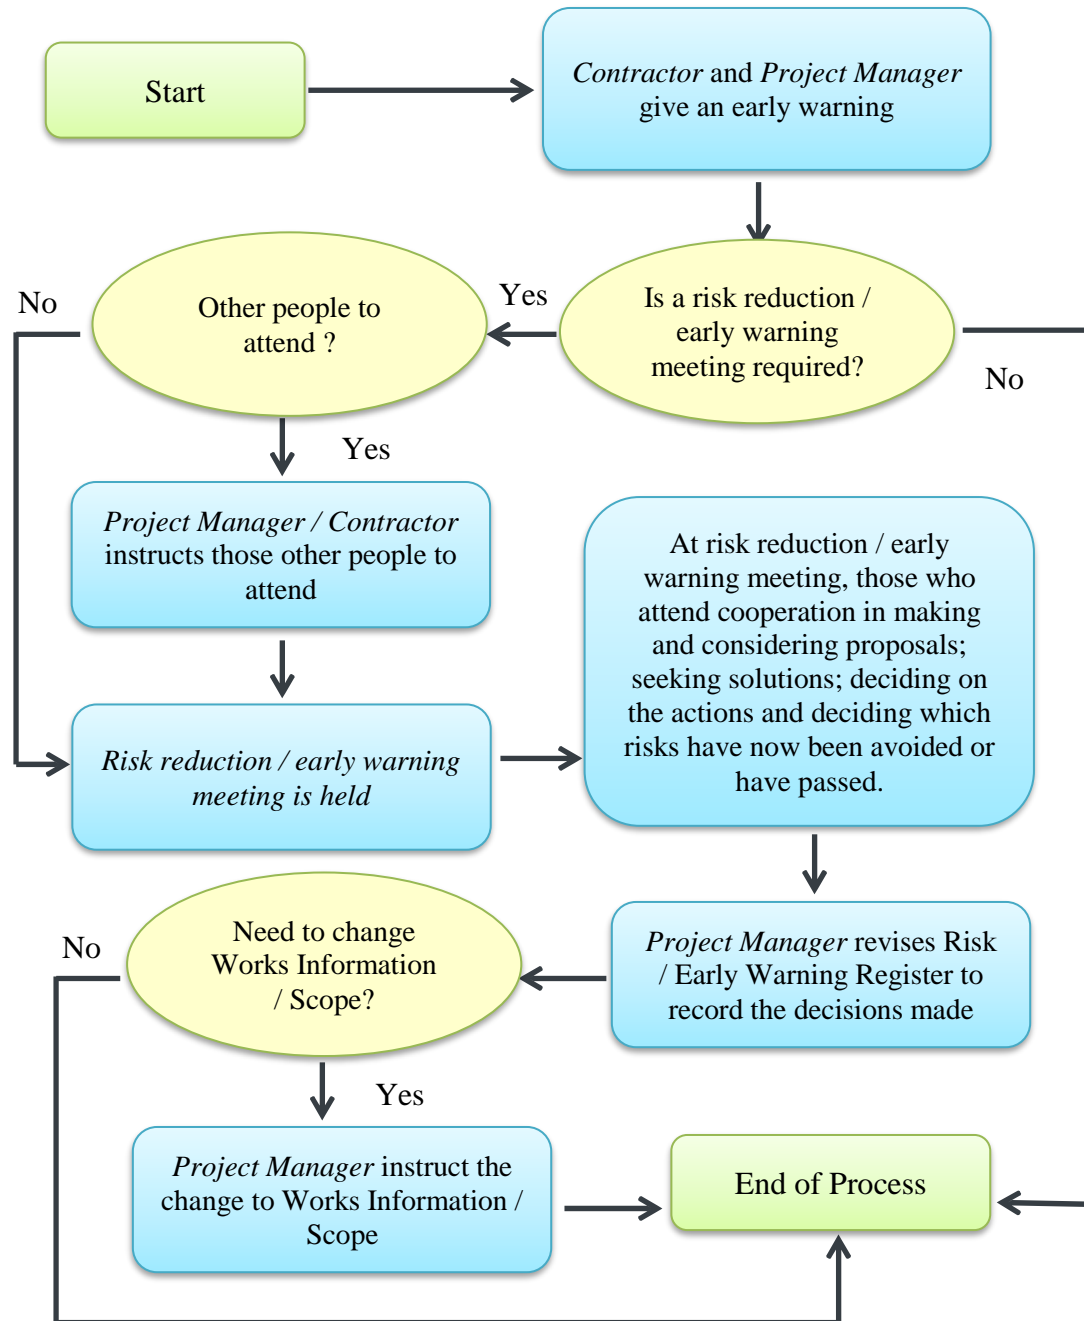 Start
Contractor and Project Manager
give an early warning
Is a risk reduction /
early warning
meeting required?
Yes
No
Other people to
attend ?
No
Yes
Project Manager / Contractor
instructs those other people to
attend
Risk reduction / early warning
meeting is held
At risk reduction / early
warning meeting, those who
attend cooperation in making
and considering proposals;
seeking solutions; deciding on
the actions and deciding which
risks have now been avoided or
have passed.
Project Manager revises Risk
/ Early Warning Register to
record the decisions made
Need to change
Works Information
/ Scope?
No
Yes
Project Manager instruct the
change to Works Information /
Scope
End of Process